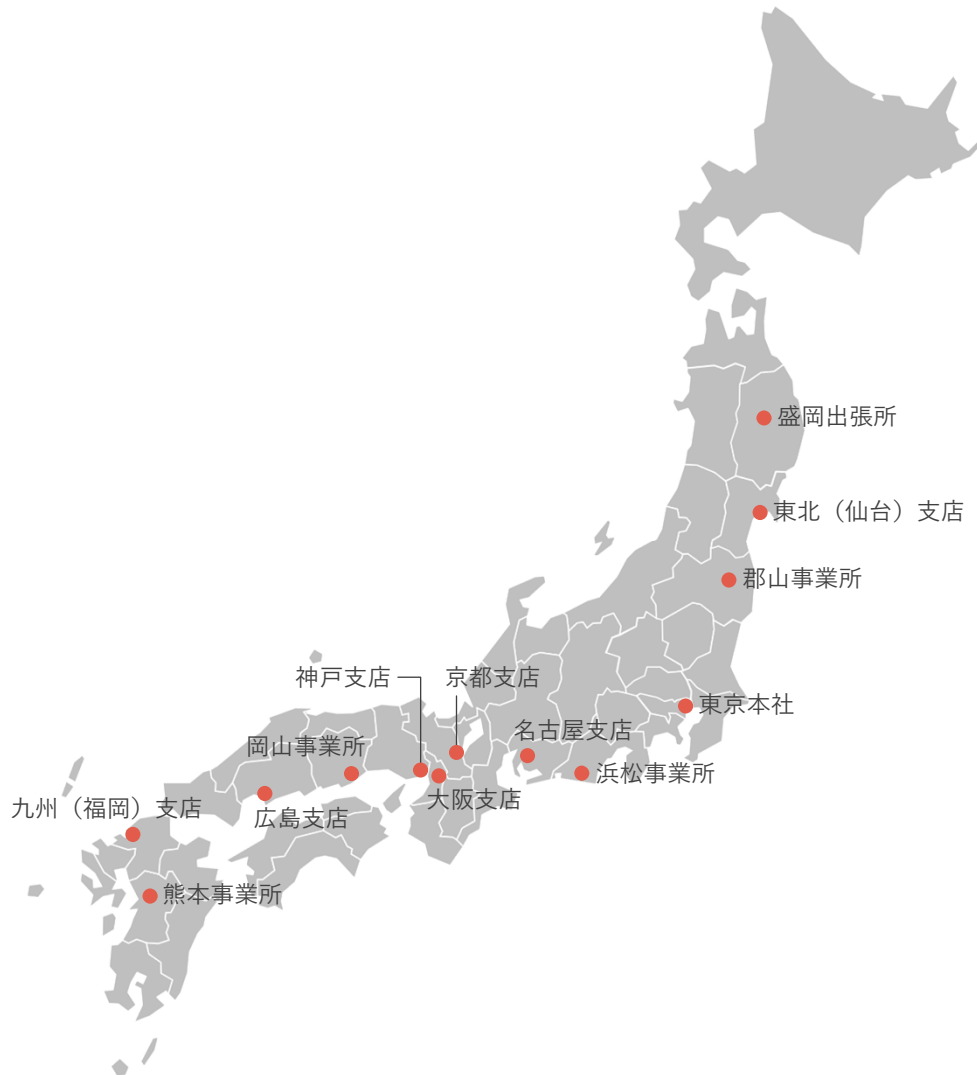 盛岡出張所
東北（仙台）支店
郡山事業所
神戸支店
京都支店
東京本社
名古屋支店
岡山事業所
浜松事業所
大阪支店
九州（福岡）支店
広島支店
熊本事業所